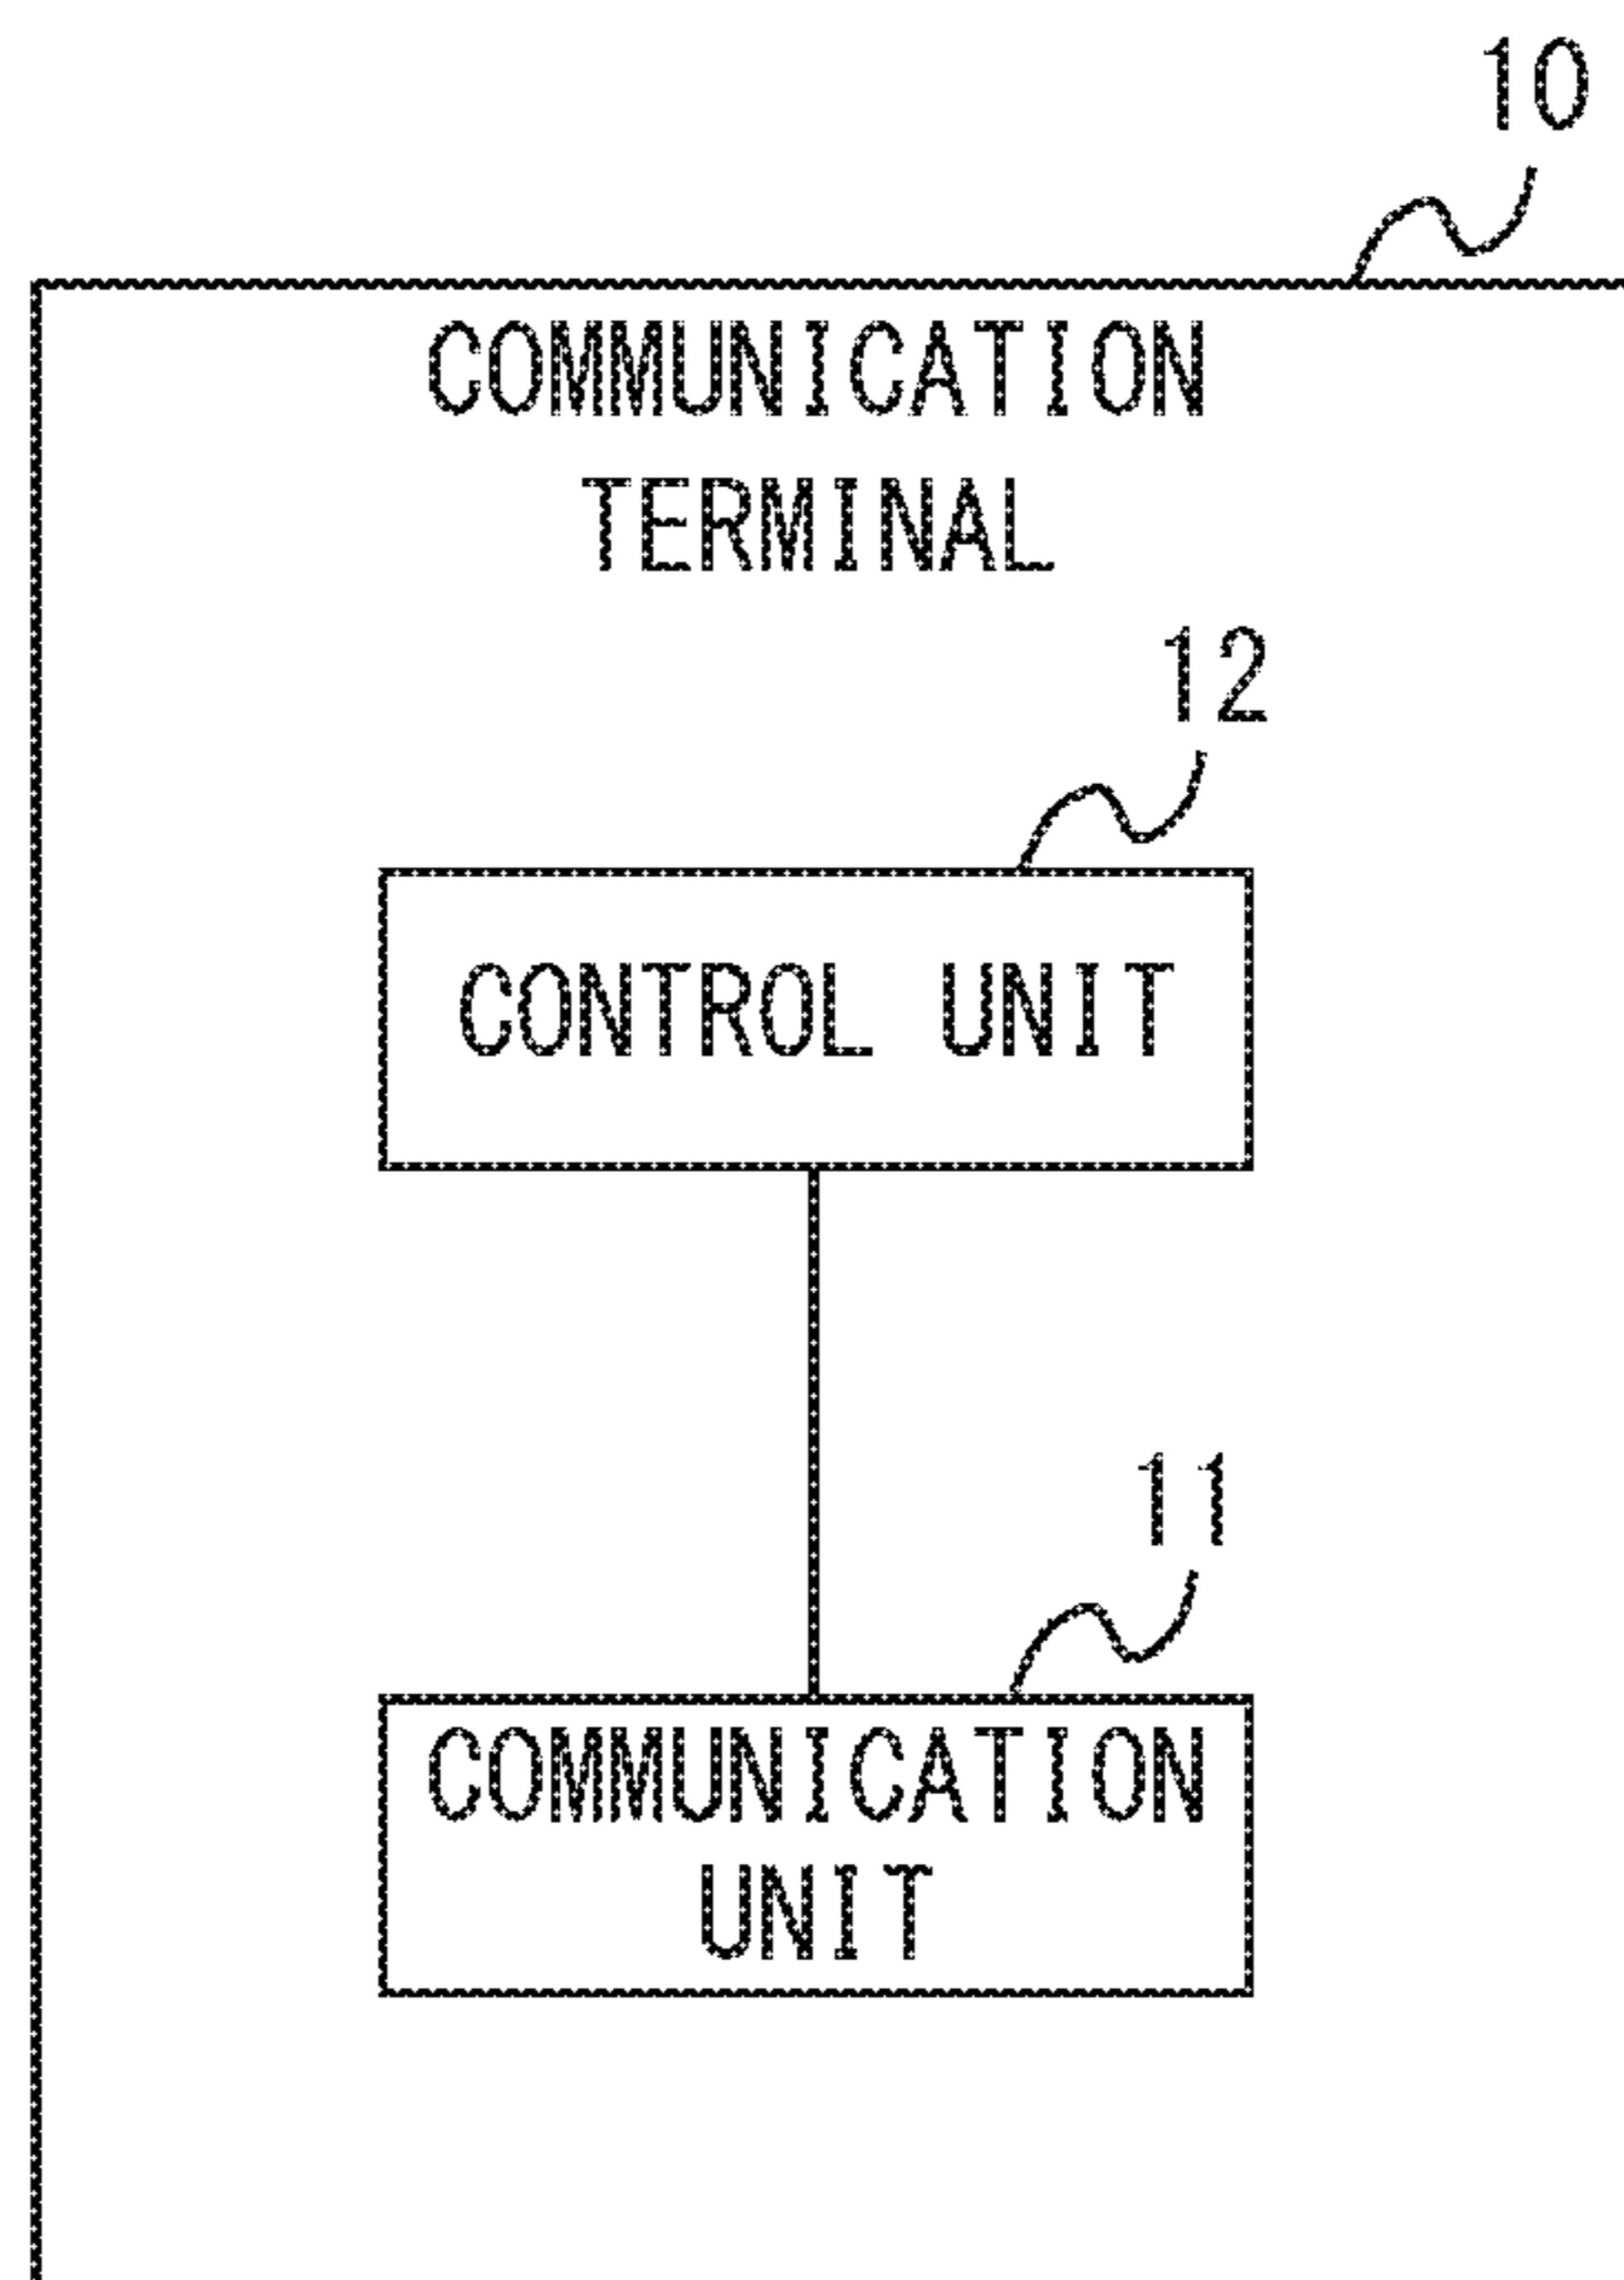 10
COMMUNICATION
TERMINAL
12
CONTROL UNIT
11
COMMUNICATION
UNIT